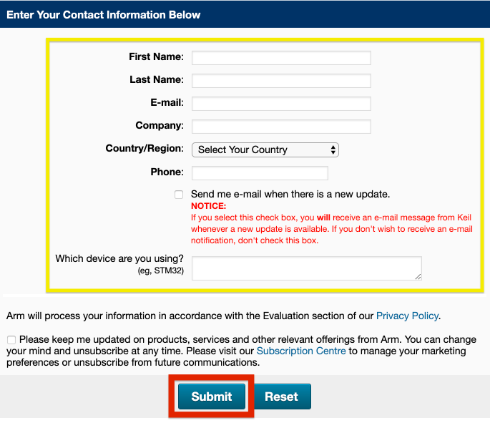 Enter Your Contact Information Below
First Name:
Last Name:
E-mail:
Company:
Country/Region: Select Your Country
Phone:
Send me e-mail when there is a new update.
NOTICE:
If you select this check box, you will receive an e-mail message from Keil
whenever a new update is available. If you don't wish to receive an e-mail
notification, don't check this box.
Which device are you using?
(eg, STM32)
Arm will process your information in accordance with the Evaluation section of our Privacy Policy.
Please keep me updated on products, services and other relevant offerings from Arm. You can change
your mind and unsubscribe at any time. Please visit our Subscription Centre to manage your marketing
preferences or unsubscribe from future communications.
Submit Reset